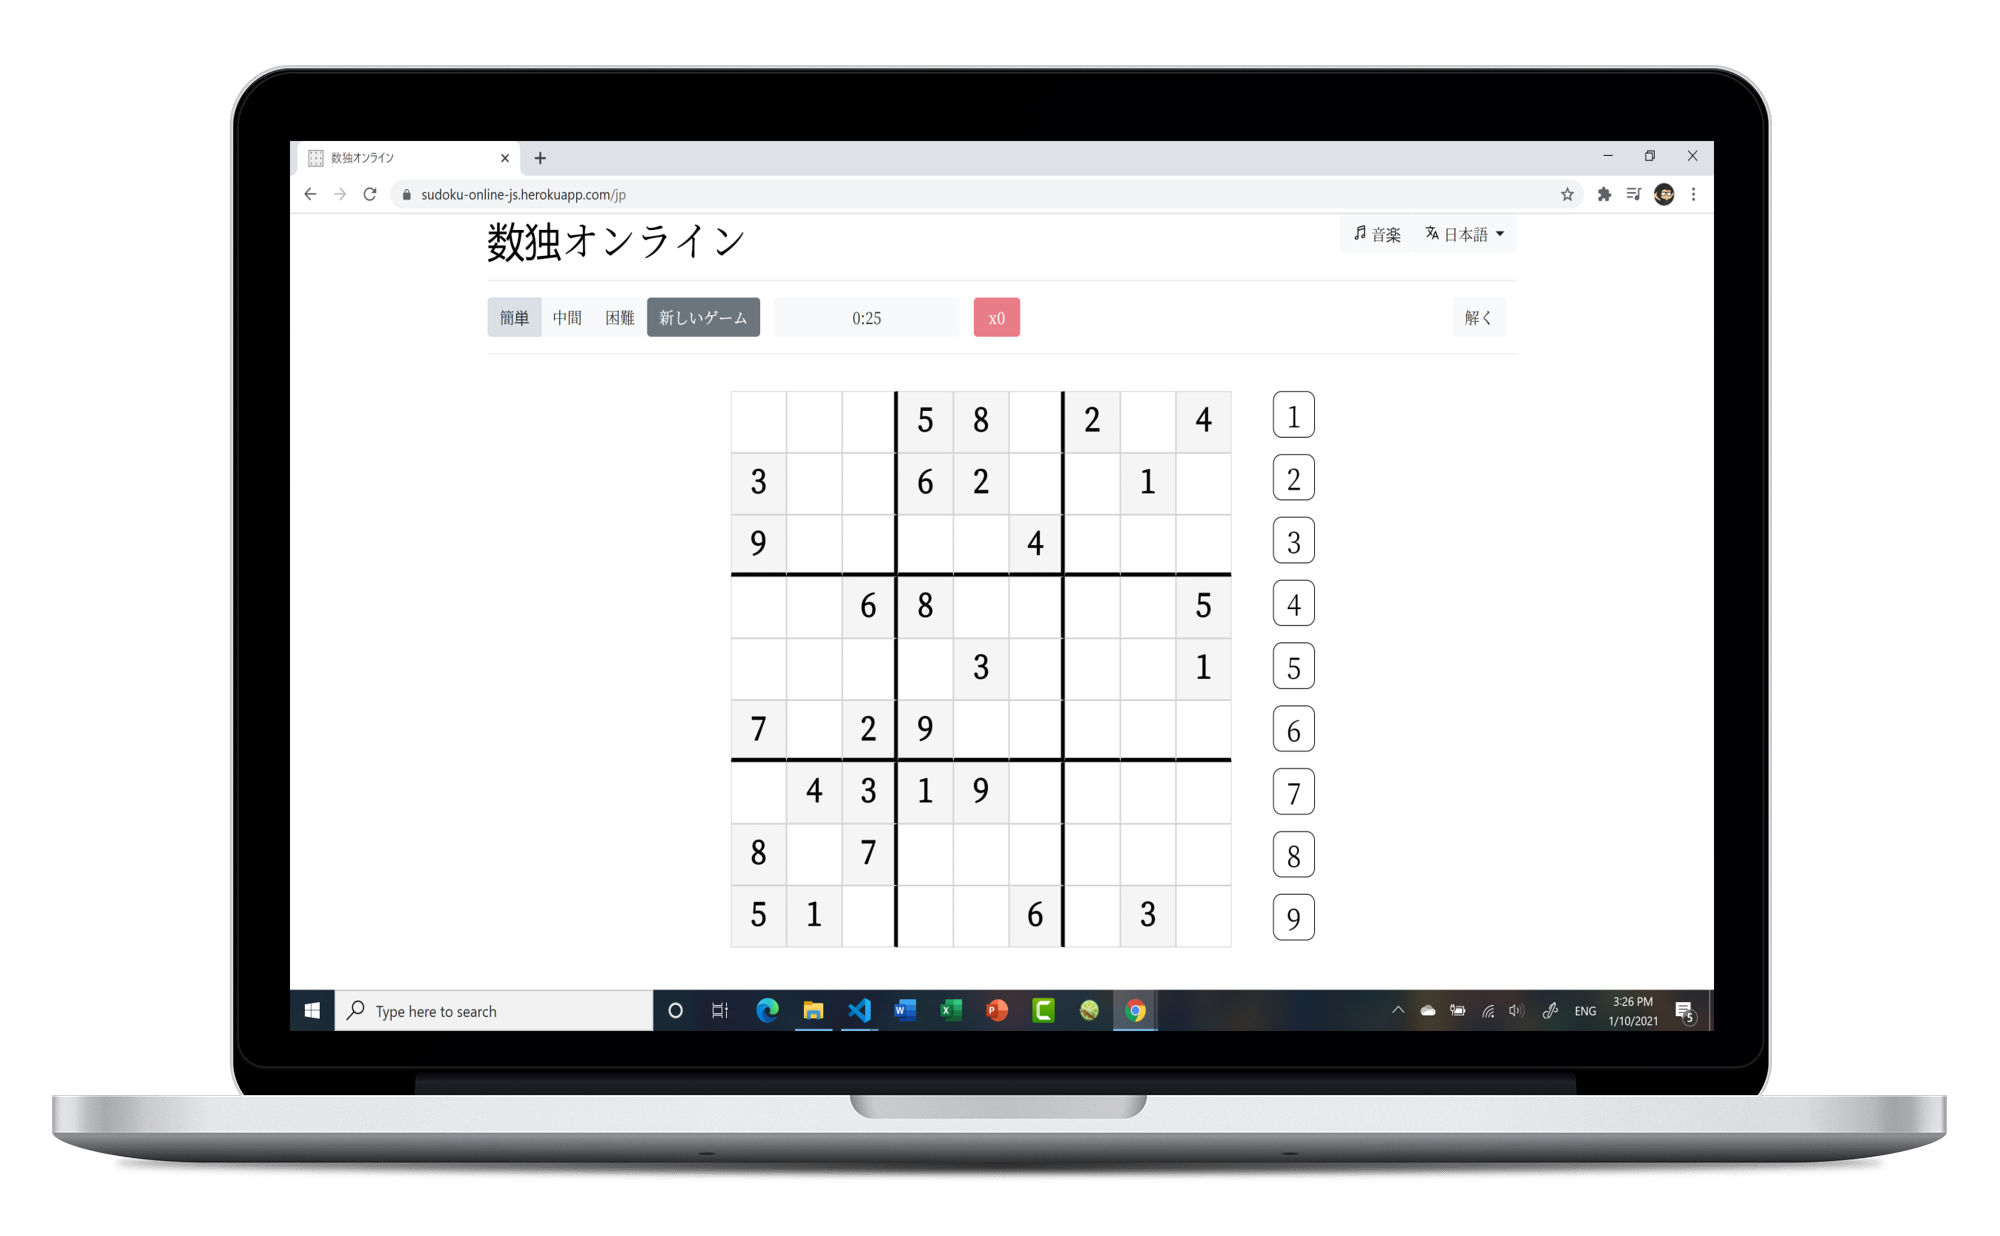 数独オンライン
sudoku-online-js.herokuapp.com/jp
数独オンライン 音楽 日本語
簡単 中間 困難 新しいゲーム 0:25 x0 解く
5 8 2 4 1
3 6 2 1 2
9 4 3
6 8 5 4
3 1 5
7 2 9 6
4 3 1 9 7
8 7 8
5 1 6 3 9
Type here to search ENG 3:26 PM
1/10/2021 5